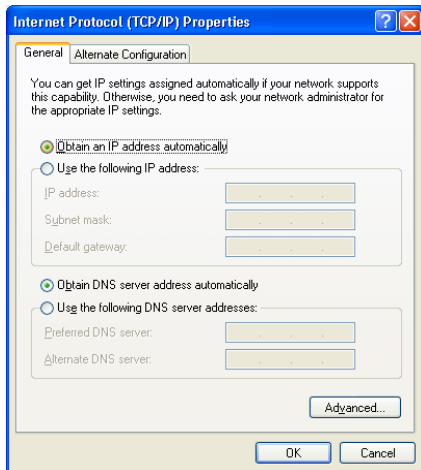 Internet Protocol (TCP/IP) Properties
General
Alternate Configuration
You can get IP settings assigned automatically if your network supports
this capability. Otherwise, you need to ask your network administrator for
the appropriate IP settings.
Obtain an IP address automatically
Use the following IP address:
IP address:
Subnet mask:
Default gateway:
Obtain DNS server address automatically
Use the following DNS server addresses:
Preferred DNS server:
Alternate DNS server:
Advanced...
OK
Cancel